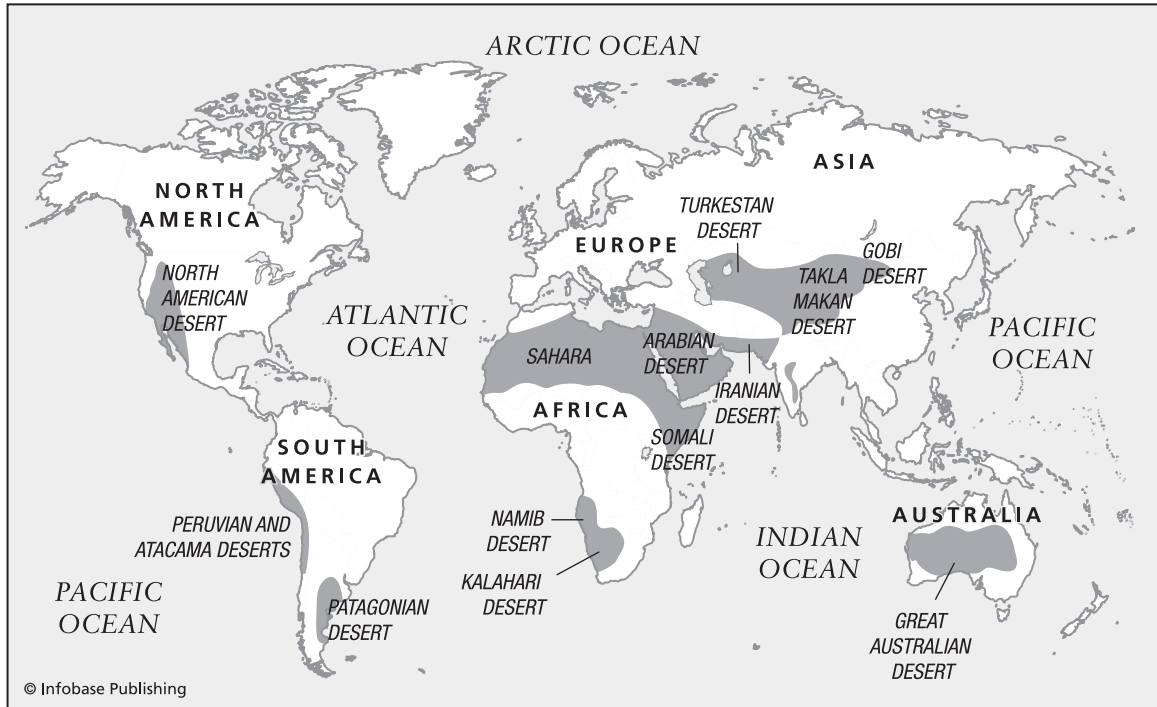 ARCTIC OCEAN
ASIA
NORTH
AMERICA
TURKESTAN
DESERT
EUROPE
GOBI
DESERT
NORTH
AMERICAN
DESERT
TAKLA
MAKAN
DESERT
ATLANTIC
OCEAN
PACIFIC
OCEAN
SAHARA
ARABIAN
DESERT
IRANIAN
DESERT
AFRICA
SOMALI
DESERT
SOUTH
AMERICA
PERUVIAN AND
ATACAMA DESERTS
NAMIB
DESERT
INDIAN
OCEAN
AUSTRALIA
KALAHARI
DESERT
PACIFIC
OCEAN
PATAGONIAN
DESERT
GREAT
AUSTRALIAN
DESERT
© Infobase Publishing